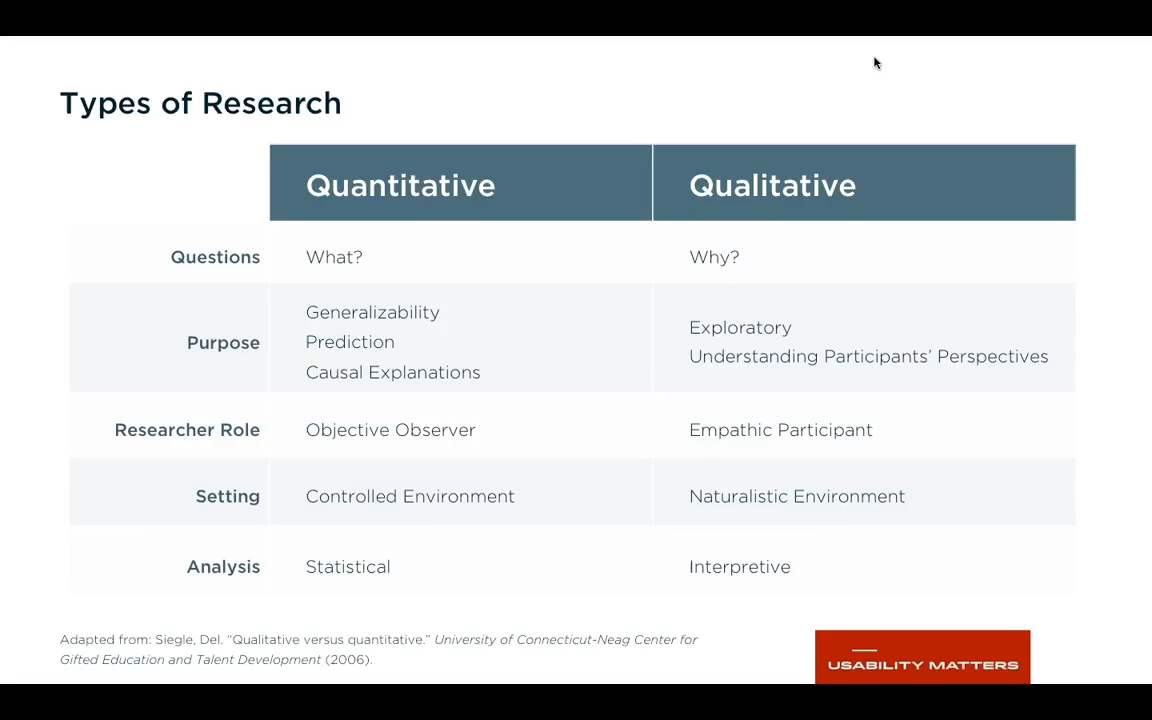 Types of Research
Quantitative Qualitative
Questions What? Why?
Purpose
Generalizability
Prediction
Causal Explanations
Exploratory
Understanding Participants’ Perspectives
Researcher Role Objective Observer Empathic Participant
Setting Controlled Environment Naturalistic Environment
Analysis Statistical Interpretive
Adapted from: Siegle, Del. “Qualitative versus quantitative.” University of Connecticut-Neag Center for
Gifted Education and Talent Development (2006).
USABILITY MATTERS